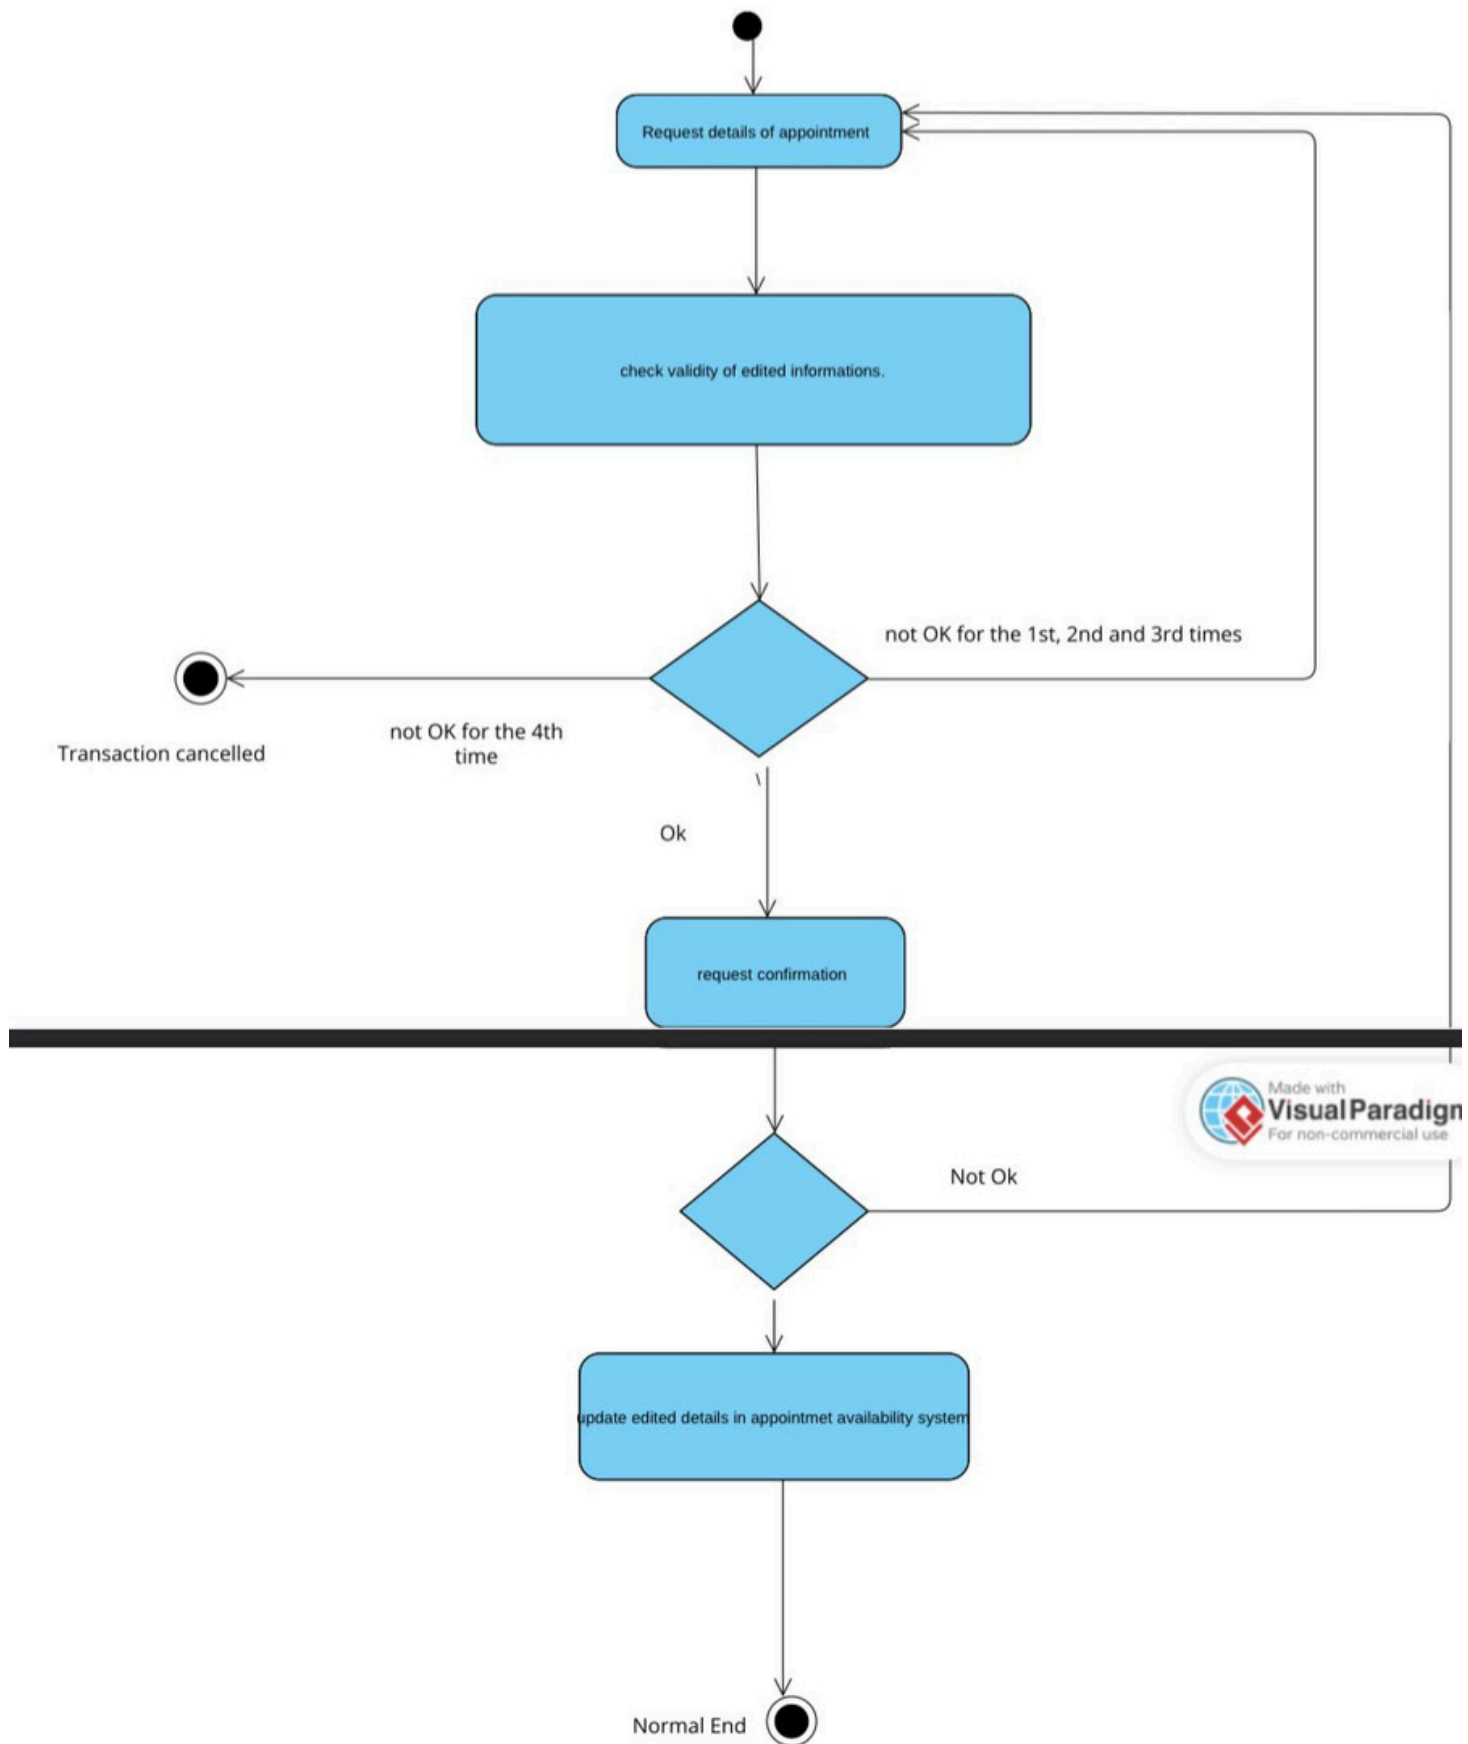 Request details of appointment
check validity of edited informations.
not OK for the 1st, 2nd and 3rd times
not OK for the 4th
time
Transaction cancelled
\
Ok
request confirmation
Made with
Visual Paradigm
For non-commercial use
Not Ok
update edited details in appointmet availability system
Normal End